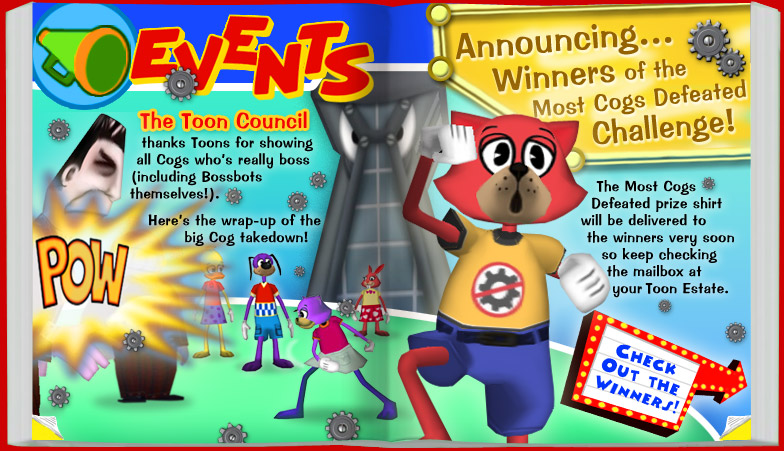 EVENTS
The Toon Council
thanks Toons for showing
all Cogs who's really boss
(including Bossbots
themselves!).
Here's the wrap-up of the
big Cog takedown!
POW
Announcing...
Winners of the
Most Cogs Defeated
Challenge!
The Most Cogs
Defeated prize shirt
will be delivered to
the winners very soon
so keep checking
the mailbox at
your Toon Estate.
CHECK
OUT THE
WINNERS!